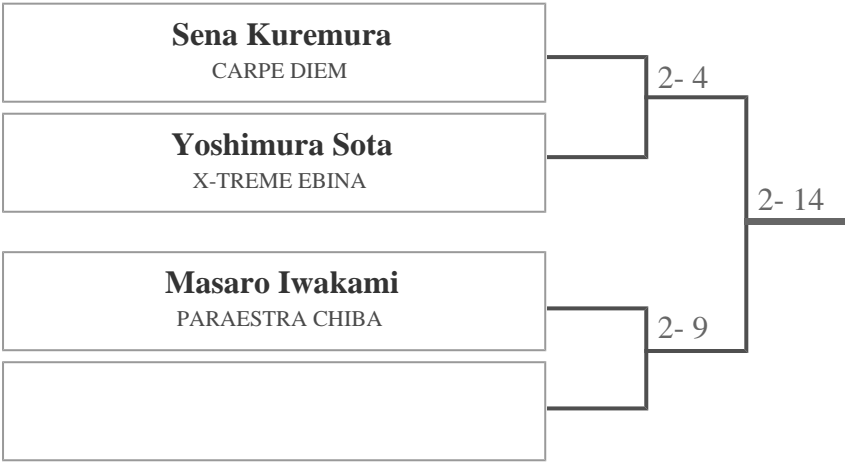 Sena Kuremura
CARPE DIEM
2- 4
Yoshimura Sota
X-TREME EBINA
2- 14
Masaro Iwakami
PARAESTRA CHIBA
2- 9